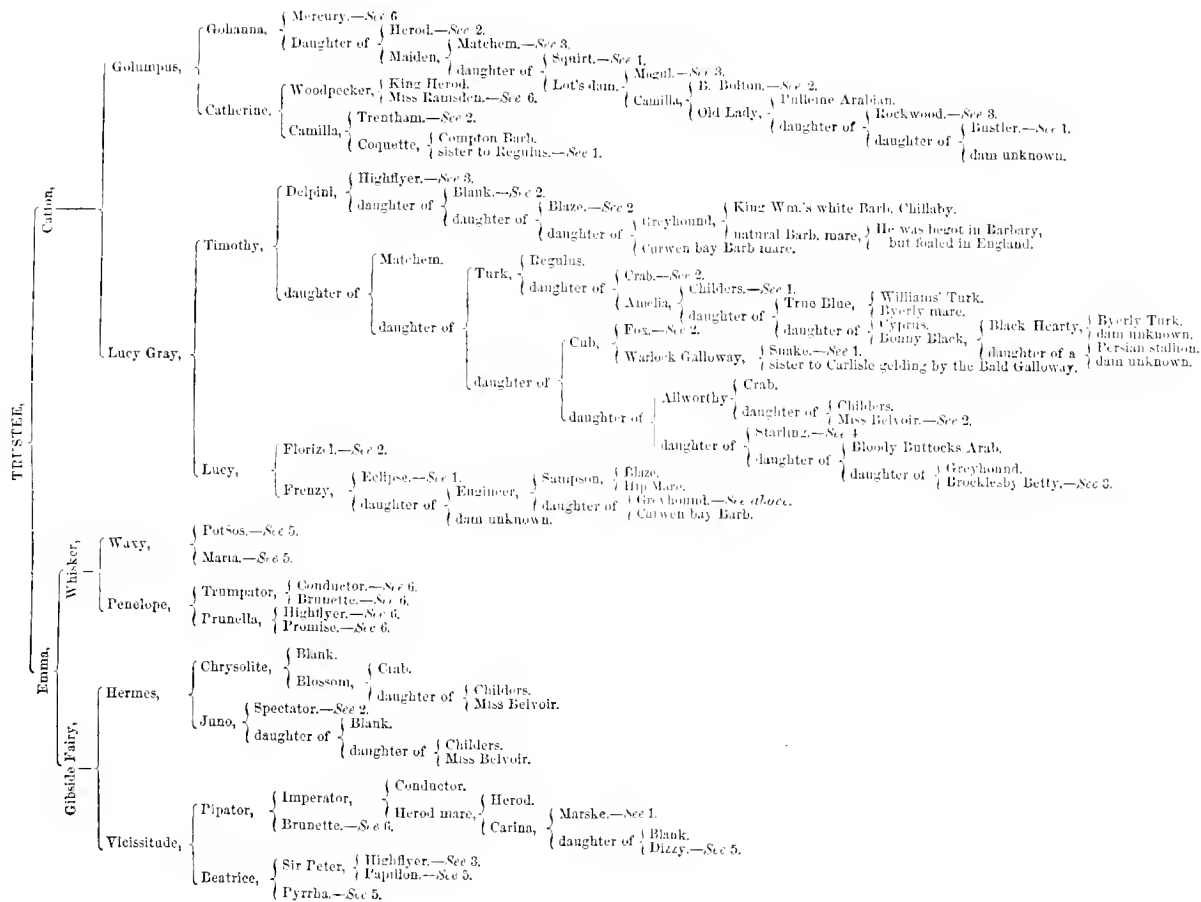 Mercury.—See 6
Gohanna,
Herod.—See 2.
Daughter of
Matchem.—See 3.
Maiden,
Squirt.—See 1.
daughter of
Mogul.—See 3.
Lot's dam.
B. Bolton.—See 2.
Camilla,
Pulleine Arabian.
Old Lady,
Rockwood.—See 3.
daughter of
Bustler.—See 1.
daughter of
dam unknown.
Golumpus,
King Herod.
Woodpecker,
Miss Ramsden.—See 6.
Catherine.
Trentham.—See 2.
Camilla,
Compton Barb.
Coquette,
sister to Regulus.—See 1.
Catton,
Highflyer.—See 3.
Delpini,
Blank.—See 2.
daughter of
Blaze.—See 2
daughter of
King Wm.'s white Barb. Chillaby.
Greyhound,
daughter of
natural Barb. mare,
He was begot in Barbary,
but foaled in England.
Curwen bay Barb mare.
Timothy,
Matchem.
daughter of
Regulus.
Turk,
Crab.—See 2.
daughter of
Childers.—See 1.
Amelia,
Williams' Turk.
True Blue,
Byerly mare.
daughter of
Cyprus.
daughter of
Bonny Black,
Byerly Turk.
Black Hearty,
dam unknown.
daughter of a
Persian stallion.
dam unknown.
daughter of
Fox.—See 2.
Cub,
Snake.—See 1.
Warlock Galloway,
sister to Carlisle gelding by the Bald Galloway.
daughter of
Crab.
Allworthy
Childers.
daughter of
Miss Belvoir.—See 2.
daughter of
Starling.—See 4
daughter of
Bloody Buttocks Arab.
daughter of
Greyhound.
daughter of
Brocklesby Betty.—See 3.
Lucy Gray,
Florizel.—See 2.
Lucy,
Eclipse.—See 1.
Frenzy,
Blaze.
Sampson,
Hip Mare.
Engineer,
Greyhound.—See above.
daughter of
Curwen bay Barb.
daughter of
dam unknown.
TRUSTEE,
PotSos.—See 5.
Waxy,
Maria.—See 5.
Whisker,
Conductor.—See 6.
Trumpator,
Brunette.—See 6.
Penelope,
Highflyer.—See 6.
Prunella,
Promise.—See 6.
Emma,
Blank.
Chrysolite,
Crab.
Blossom,
Childers.
daughter of
Miss Belvoir.
Hermes,
Spectator.—See 2.
Juno,
Blank.
daughter of
Childers.
daughter of
Miss Belvoir.
Gibside Fairy,
Conductor.
Imperator,
Herod.
Herod mare,
Marske.—See 1.
Carina,
Blank.
daughter of
Dizzy.—See 5.
Pipator,
Brunette.—See 6.
Vicissitude,
Highflyer.—See 3.
Sir Peter,
Papillon.—See 5.
Beatrice,
Pyrrha.—See 5.